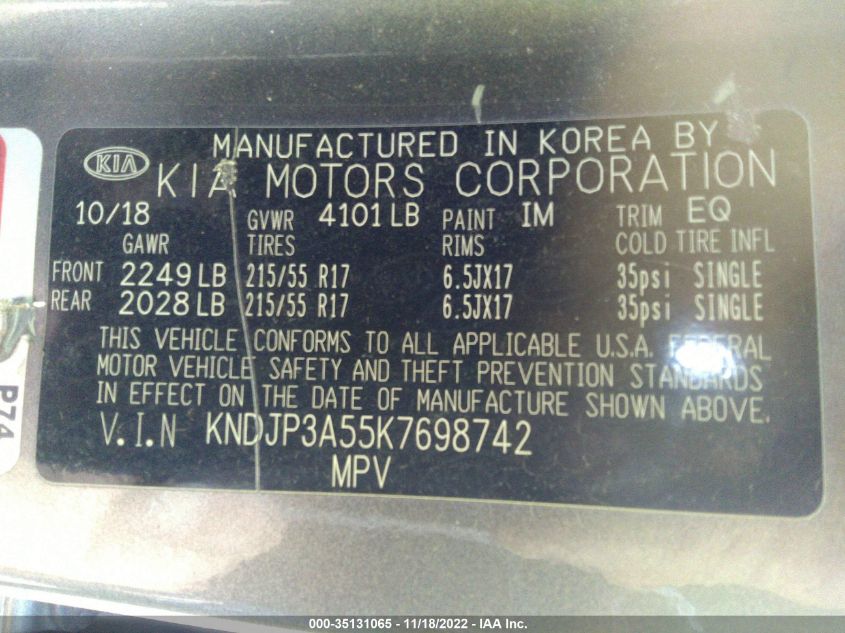 MANUFACTURED IN KOREA BY
KIA KIA MOTORS CORPORATION
10/18 GVWR 4101 LB PAINT IM TRIM EQ
GAWR TIRES RIMS COLD TIRE INFL
FRONT 2249 LB 215/55 R17 6.5JX17 35psi SINGLE
REAR 2028 LB 215/55 R17 6.5JX17 35psi SINGLE
THIS VEHICLE CONFORMS TO ALL APPLICABLE U.S.A. FEDERAL
MOTOR VEHICLE SAFETY AND THEFT PREVENTION STANDARDS
IN EFFECT ON THE DATE OF MANUFACTURE SHOWN ABOVE.
V.I.N KNDJP3A55K7698742
MPV
P74
000-35131065 - 11/18/2022 - IAA Inc.